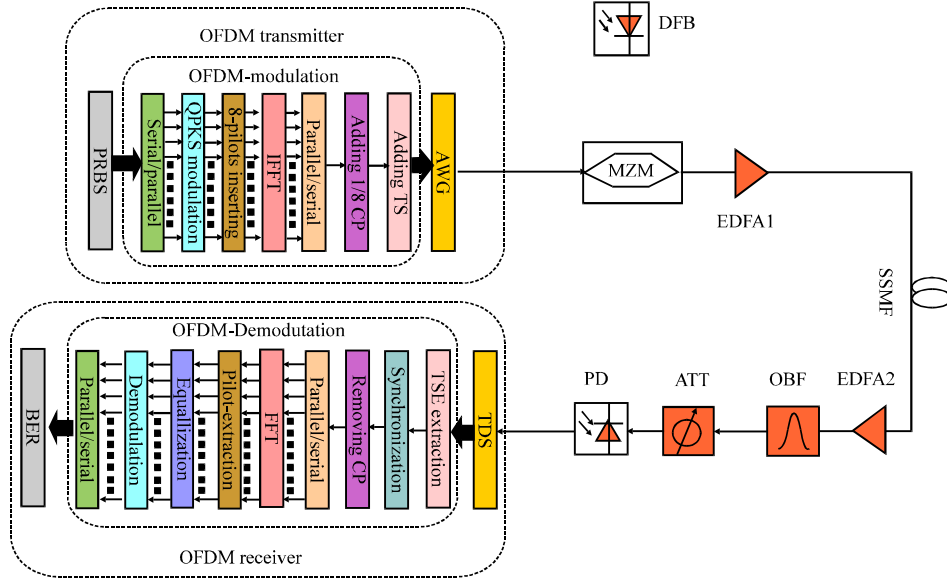 OFDM transmitter
DFB
OFDM-modulation
PRBS
Serial/parallel
QPKS modulation
8-pilots inserting
IFFT
Parallel/serial
Adding 1/8 CP
Adding TS
AWG
MZM
EDFA1
SSMF
OFDM-Demodutation
BER
Parallel/serial
Demodulation
Equallization
Pilot-extraction
FFT
Parallel/serial
Removing CP
Synchronization
TSE extraction
TDS
PD
ATT
OBF
EDFA2
OFDM receiver